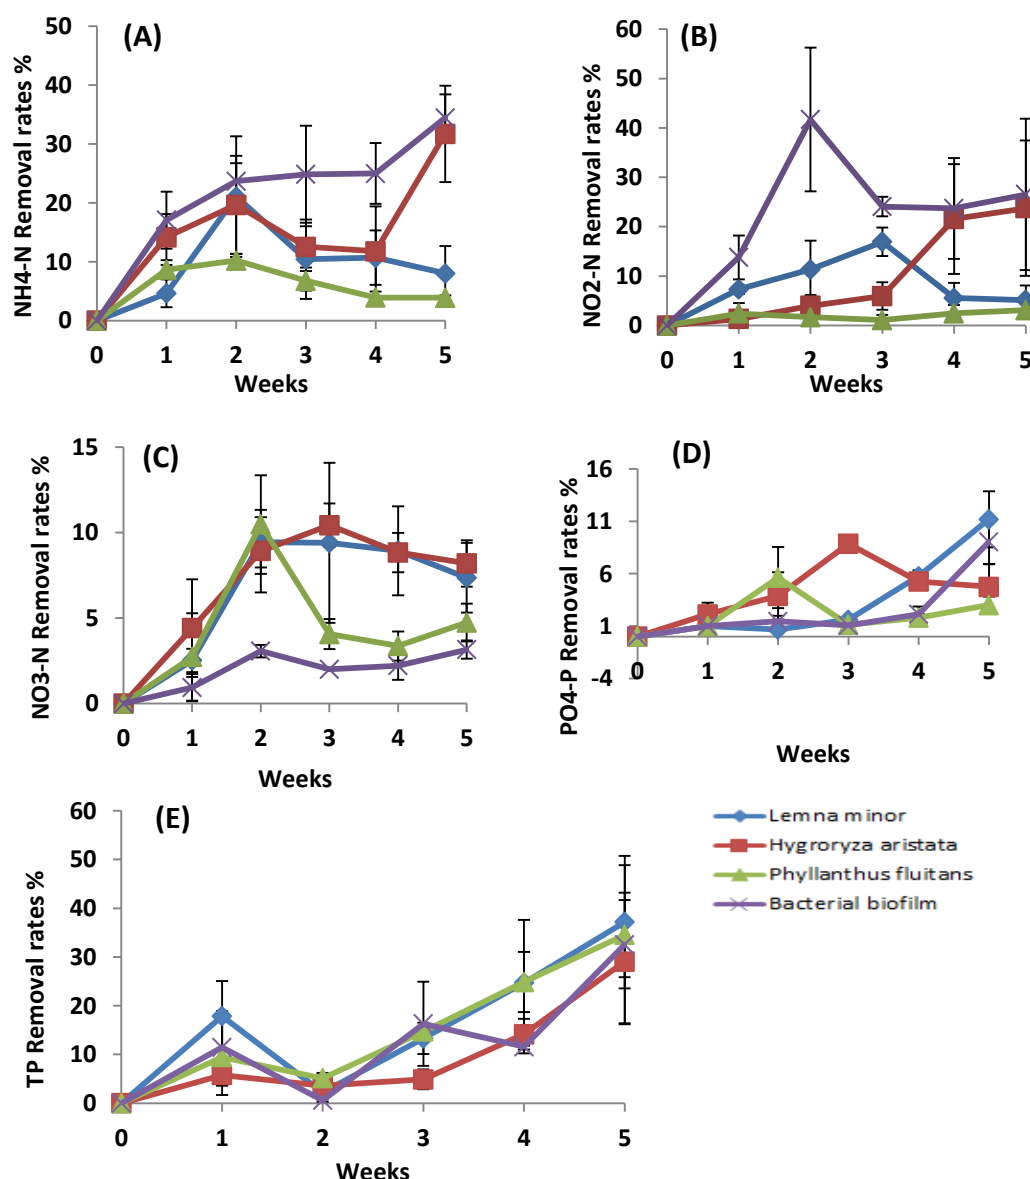 (A)
NH4-N Removal rates %
50
40
30
20
10
0
0 1 2 3 4 5
Weeks
(B)
NO2-N Removal rates %
60
50
40
30
20
10
0
0 1 2 3 4 5
Weeks
(C)
NO3-N Removal rates %
15
10
5
0
0 1 2 3 4 5
Weeks
(D)
PO4-P Removal rates %
16
11
6
1
-4
0 1 2 3 4 5
Weeks
(E)
TP Removal rates %
60
50
40
30
20
10
0
0 1 2 3 4 5
Weeks
Lemna minor
Hygroryza aristata
Phyllanthus fluitans
Bacterial biofilm